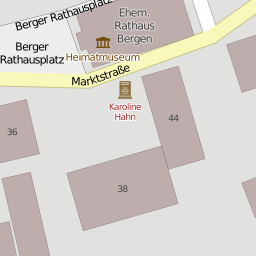 Berger Rathausplatz
Ehem.
Rathaus
Bergen
Heimatmuseum
Berger
Rathausplatz
Marktstraße
Karoline
Hahn
44
36
38